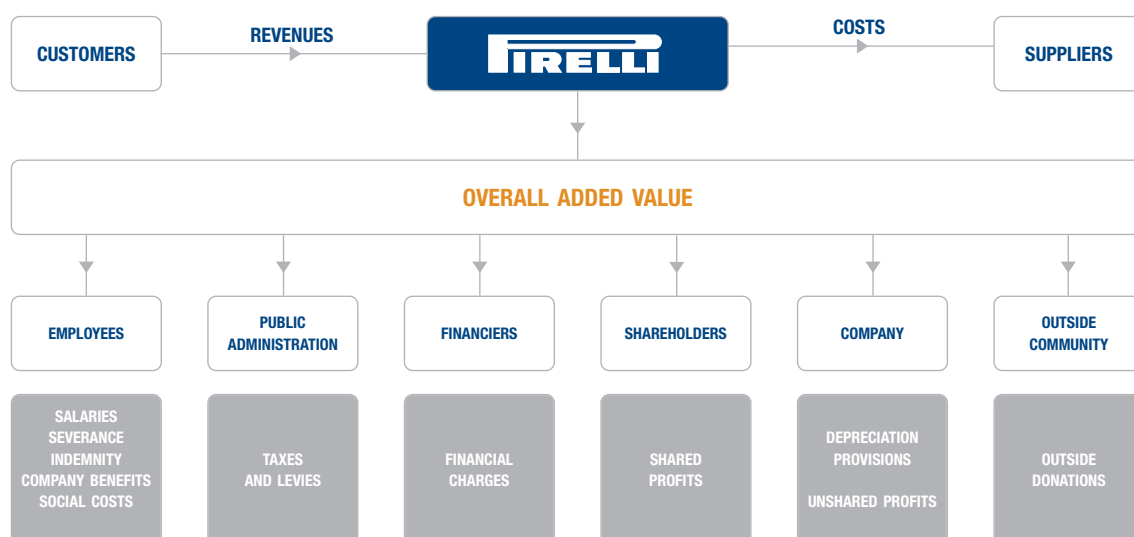 CUSTOMERS
REVENUES
PIRELLI
COSTS
SUPPLIERS
OVERALL ADDED VALUE
EMPLOYEES
PUBLIC
ADMINISTRATION
FINANCIERS
SHAREHOLDERS
COMPANY
OUTSIDE
COMMUNITY
SALARIES
SEVERANCE
INDEMNITY
COMPANY BENEFITS
SOCIAL COSTS
TAXES
AND LEVIES
FINANCIAL
CHARGES
SHARED
PROFITS
DEPRECIATION
PROVISIONS
UNSHARED PROFITS
OUTSIDE
DONATIONS